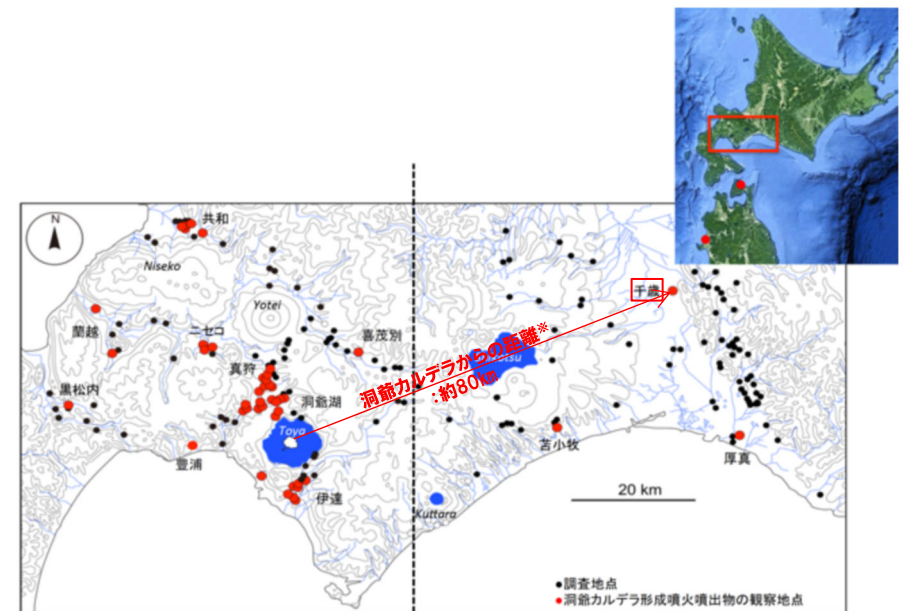 N
共和
Niseko
Yotei
千歳
蘭越
ニセコ
喜茂別
洞爺カルデラからの距離※
:約80km
真狩
黒松内
洞爺湖
Toya
苫小牧
厚真
豊浦
伊達
20 km
Kuttara
●調査地点
●洞爺カルデラ形成噴火噴出物の観察地点